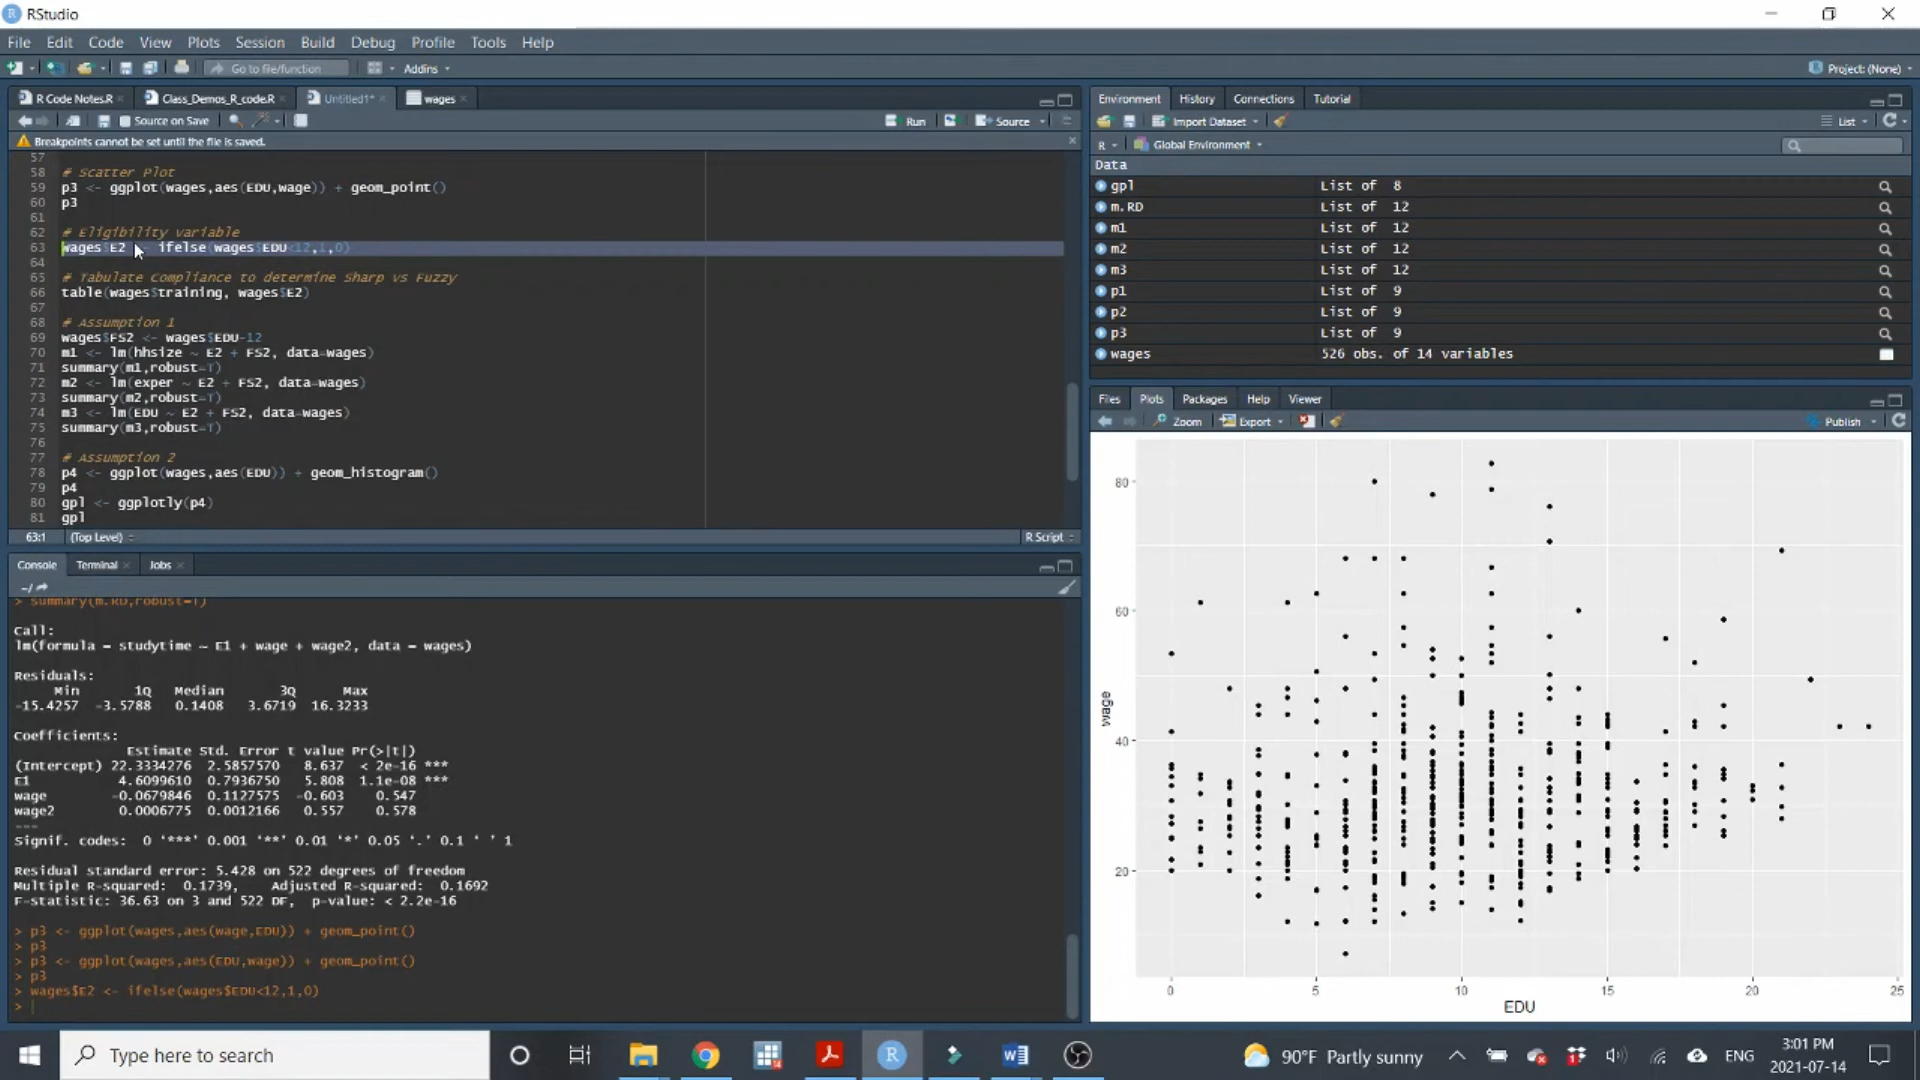 RStudio
File Edit Code View Plots Session Build Debug Profile Tools Help
Go to file/function Addins Project: (None)
R Code Notes.R Class_Demos_R_code.R Untitled1* wages
Source on Save Run Source
Breakpoints cannot be set until the file is saved.
57
58 # Scatter Plot
59 p3 <- ggplot(wages,aes(EDU,wage)) + geom_point()
60 p3
61
62 # Eligibility variable
63 wages$E2 <- ifelse(wages$EDU<12,1,0)
64
65 # Tabulate Compliance to determine Sharp vs Fuzzy
66 table(wages$training, wages$E2)
67
68 # Assumption 1
69 wages$FS2 <- wages$EDU-12
70 m1 <- lm(hhsize ~ E2 + FS2, data=wages)
71 summary(m1,robust=T)
72 m2 <- lm(exper ~ E2 + FS2, data=wages)
73 summary(m2,robust=T)
74 m3 <- lm(EDU ~ E2 + FS2, data=wages)
75 summary(m3,robust=T)
76
77 # Assumption 2
78 p4 <- ggplot(wages,aes(EDU)) + geom_histogram()
79 p4
80 gpl <- ggplotly(p4)
81 gpl
63:1 (Top Level) R Script
Console Terminal Jobs
~/
> summary(m.RD,robust=T)
Call:
lm(formula = studytime ~ E1 + wage + wage2, data = wages)
Residuals:
Min 1Q Median 3Q Max
-15.4257 -3.5788 0.1408 3.6719 16.3233
Coefficients:
Estimate Std. Error t value Pr(>|t|)
(Intercept) 22.3334276 2.5857570 8.637 < 2e-16 ***
E1 4.6099610 0.7936750 5.808 1.1e-08 ***
wage -0.0679846 0.1127575 -0.603 0.547
wage2 0.0006775 0.0012166 0.557 0.578
---
Signif. codes: 0 ‘***’ 0.001 ‘**’ 0.01 ‘*’ 0.05 ‘.’ 0.1 ‘ ’ 1
Residual standard error: 5.428 on 522 degrees of freedom
Multiple R-squared: 0.1739, Adjusted R-squared: 0.1692
F-statistic: 36.63 on 3 and 522 DF, p-value: < 2.2e-16
> p3 <- ggplot(wages,aes(wage,EDU)) + geom_point()
> p3
> p3 <- ggplot(wages,aes(EDU,wage)) + geom_point()
> p3
> wages$E2 <- ifelse(wages$EDU<12,1,0)
>
Environment History Connections Tutorial
Import Dataset List
R Global Environment
Data
gpl List of 8
m.RD List of 12
m1 List of 12
m2 List of 12
m3 List of 12
p1 List of 9
p2 List of 9
p3 List of 9
wages 526 obs. of 14 variables
Files Plots Packages Help Viewer
Zoom Export Publish
80
60
40
20
wage
0 5 10 15 20 25
EDU
Type here to search
90°F Partly sunny
ENG
3:01 PM
2021-07-14